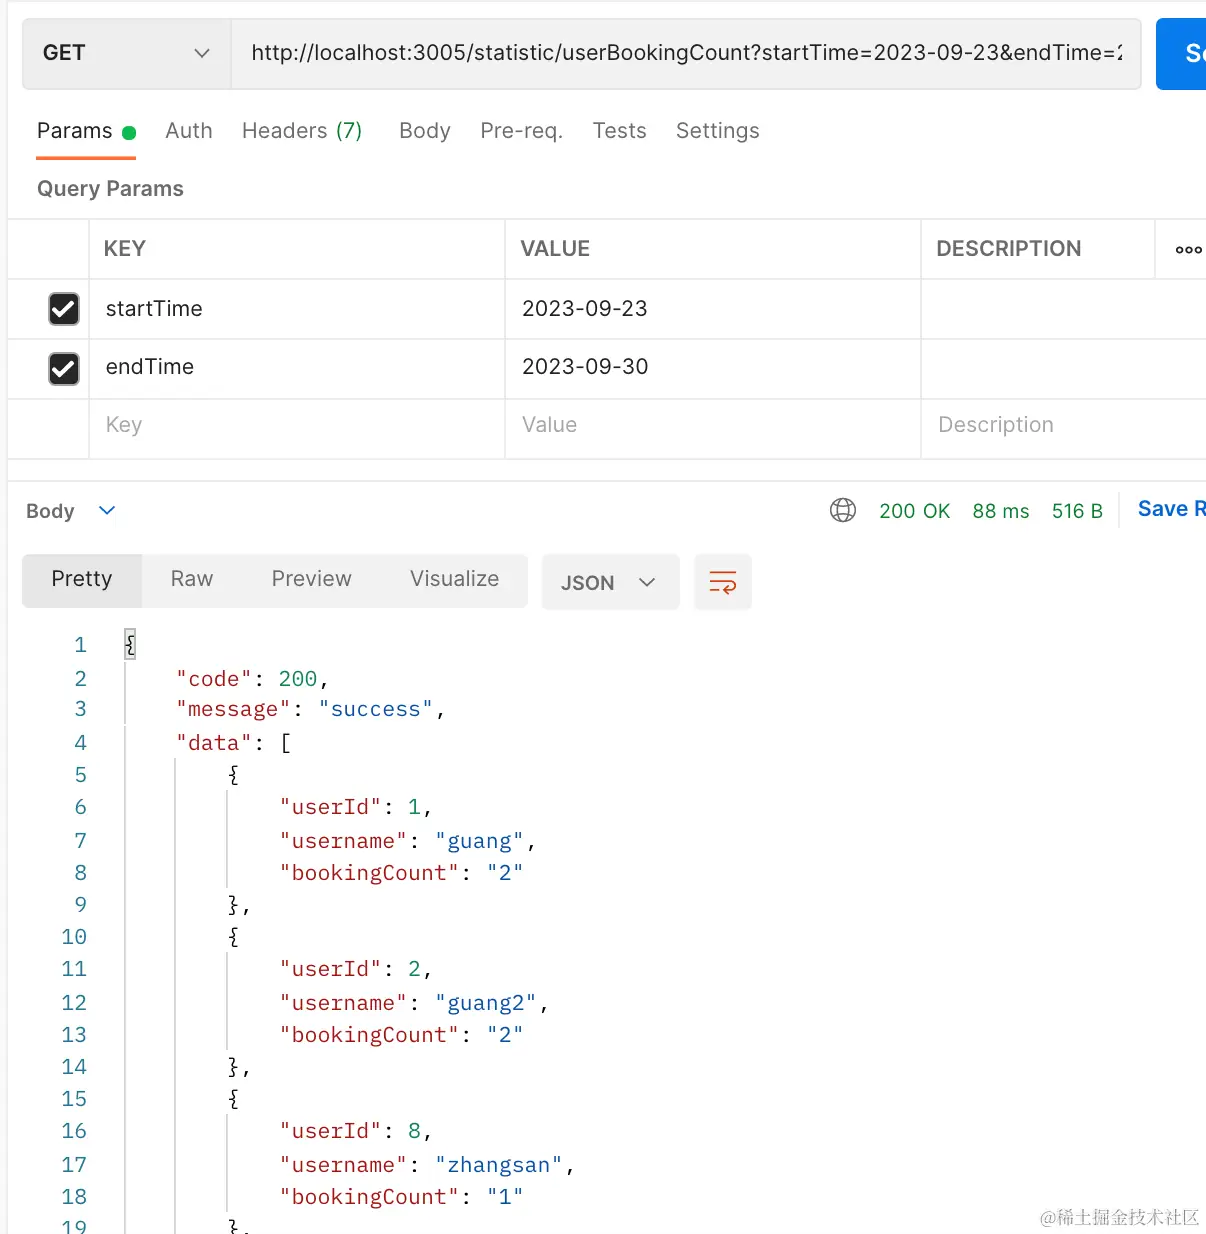 GET http://localhost:3005/statistic/userBookingCount?startTime=2023-09-23&endTime=2
Params Auth Headers (7) Body Pre-req. Tests Settings
Query Params
KEY VALUE DESCRIPTION
startTime 2023-09-23
endTime 2023-09-30
Key Value Description
Body 200 OK 88 ms 516 B Save R
Pretty Raw Preview Visualize JSON
1 {
2 "code": 200,
3 "message": "success",
4 "data": [
5 {
6 "userId": 1,
7 "username": "guang",
8 "bookingCount": "2"
9 },
10 {
11 "userId": 2,
12 "username": "guang2",
13 "bookingCount": "2"
14 },
15 {
16 "userId": 8,
17 "username": "zhangsan",
18 "bookingCount": "1"
19 },
@稀土掘金技术社区